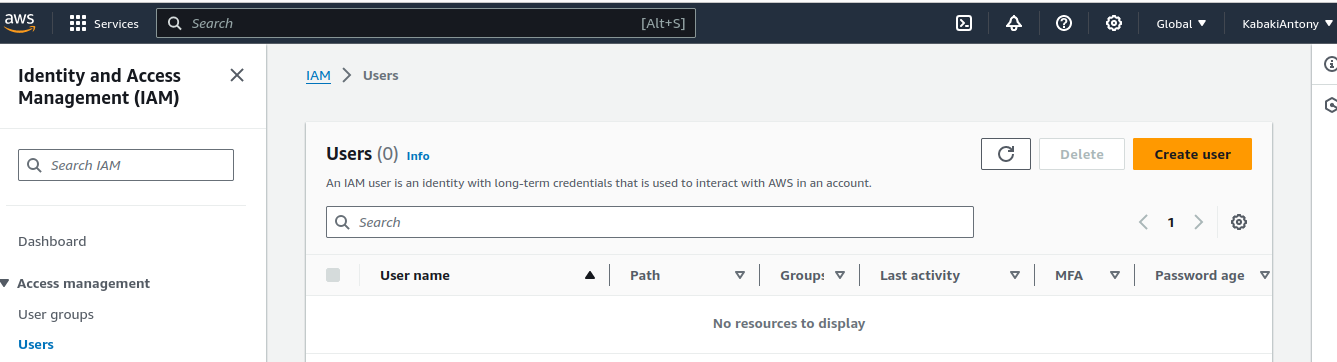 aws
Services
Search
[Alt+S]
Global
KabakiAntony
Identity and Access
Management (IAM)
Search IAM
Dashboard
Access management
User groups
Users
IAM
Users
Users (0) Info
Delete
Create user
An IAM user is an identity with long-term credentials that is used to interact with AWS in an account.
Search
1
User name
Path
Groups
Last activity
MFA
Password age
No resources to display